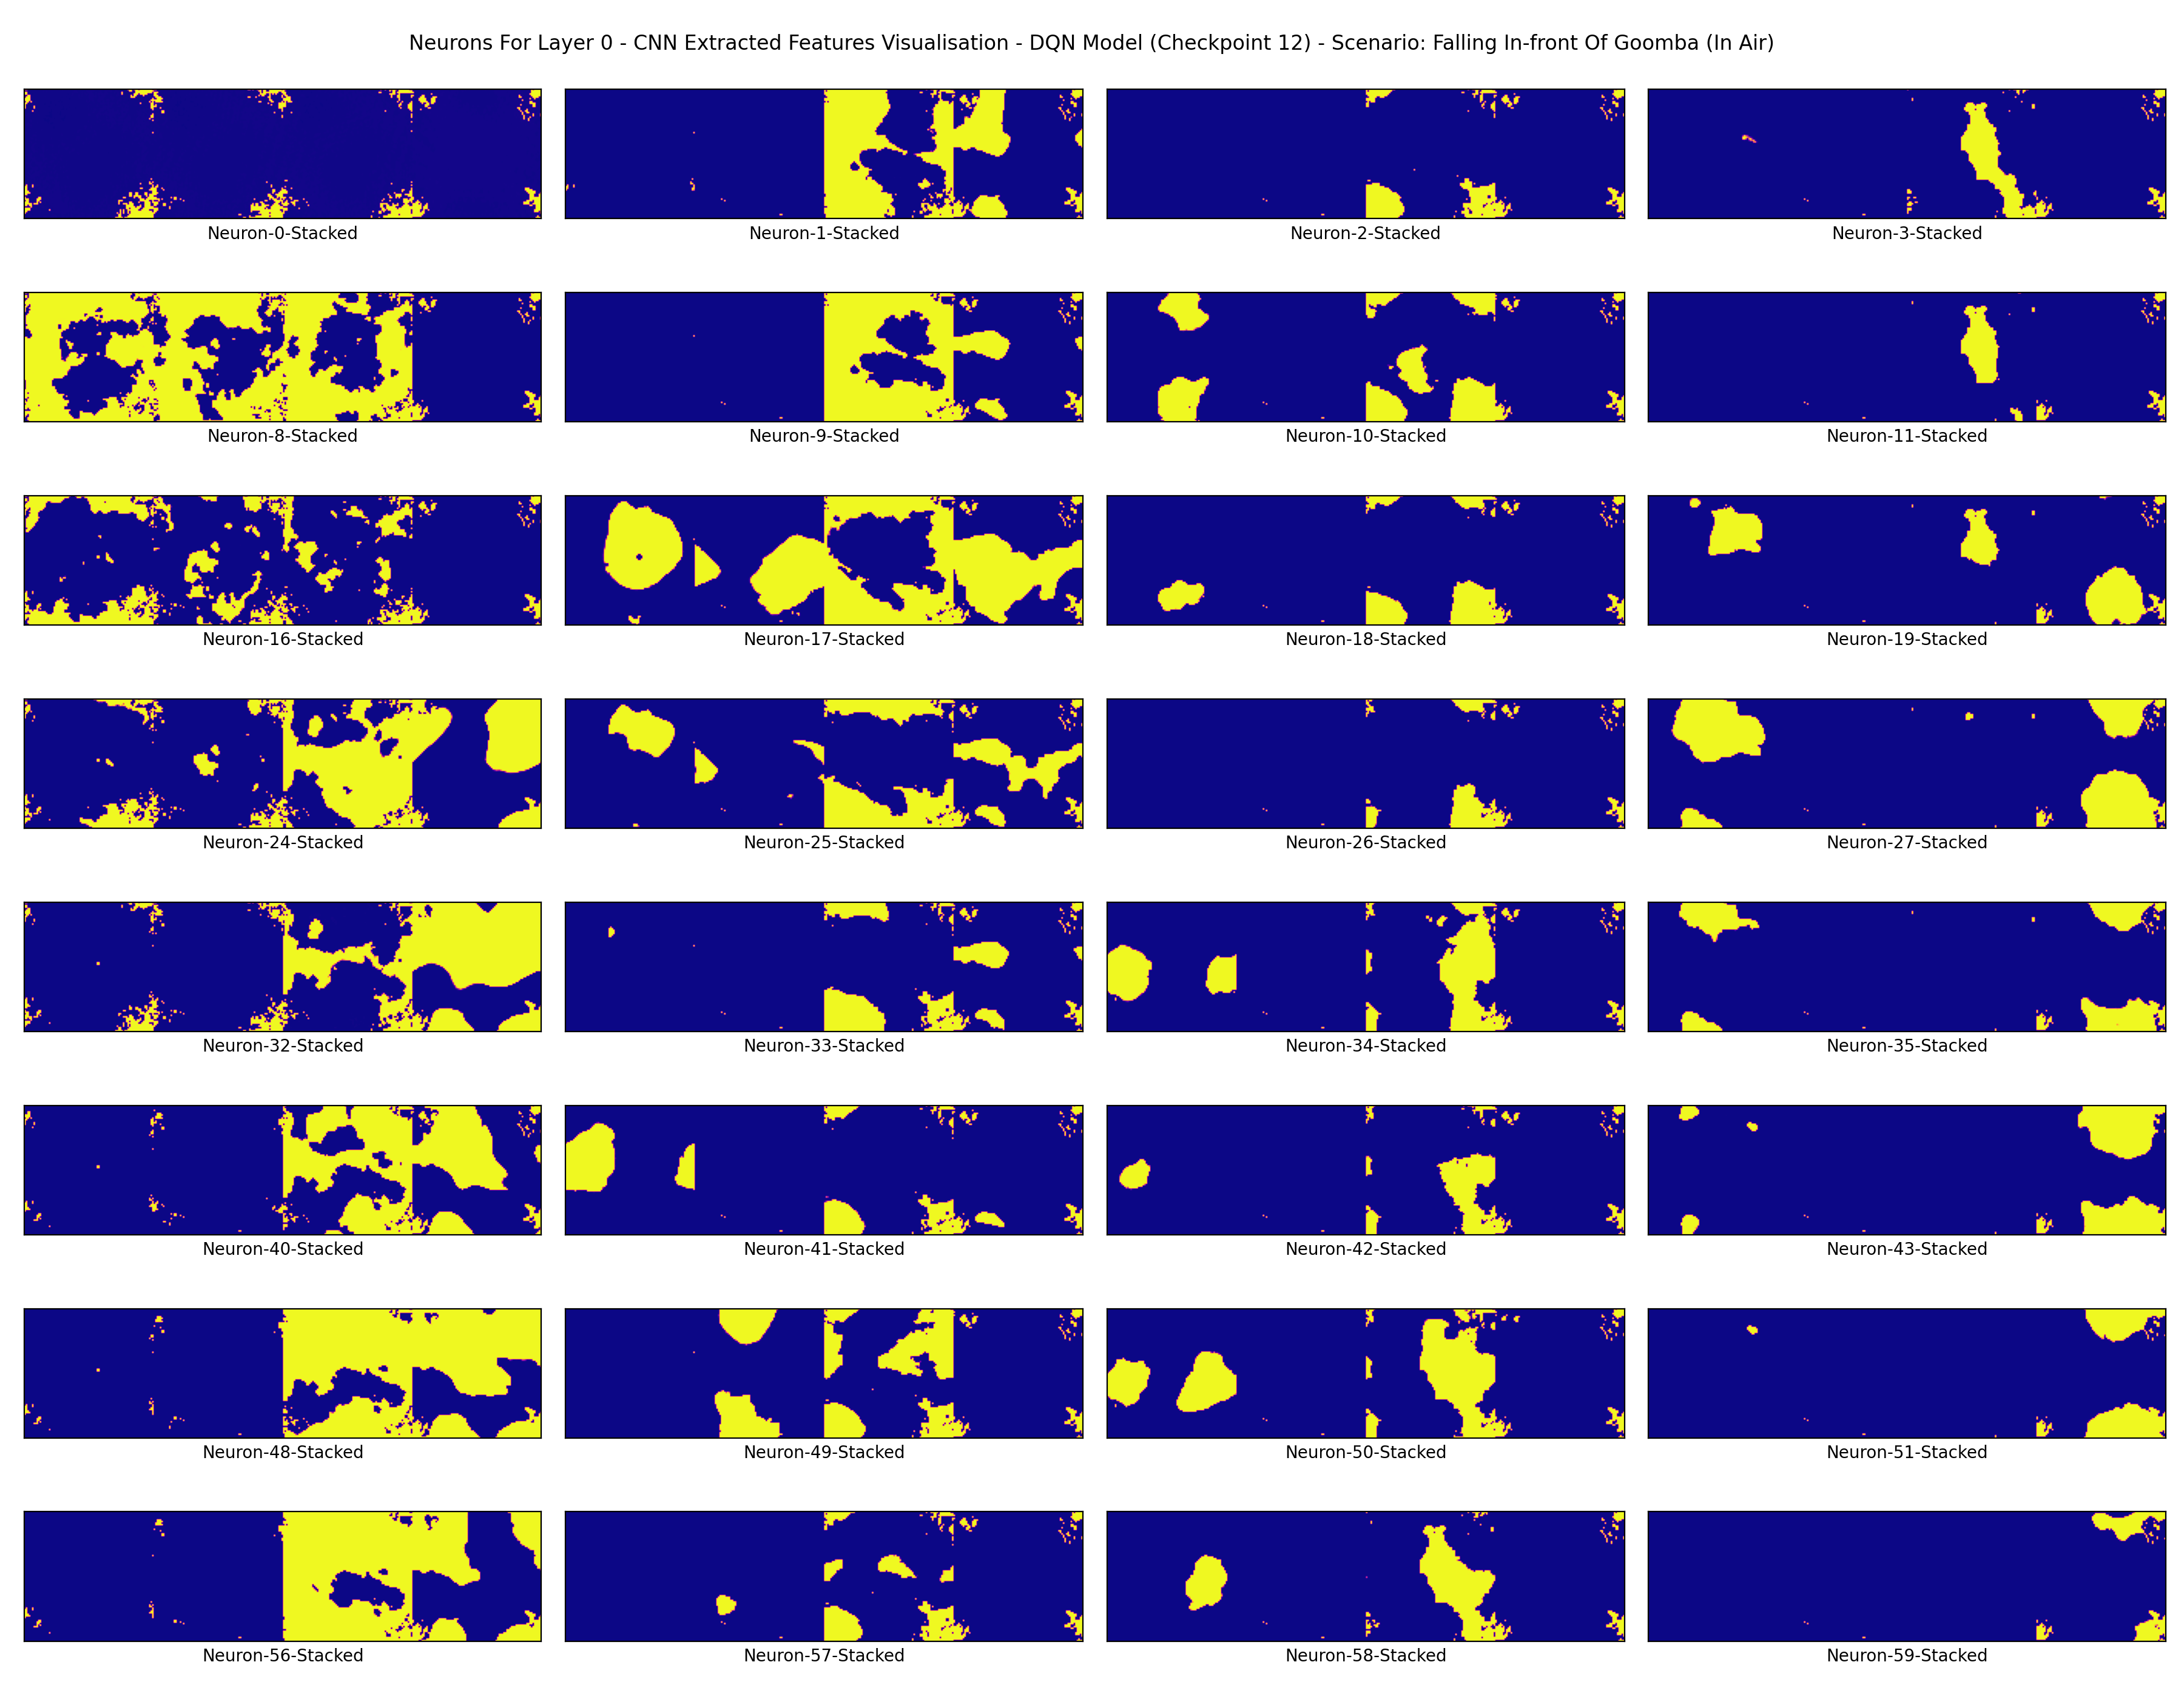 Neurons For Layer 0 - CNN Extracted Features Visualisation - DQN Model (Checkpoint 12) - Scenario: Falling In-front Of Goomba (In Air)
Neuron-0-Stacked
Neuron-1-Stacked
Neuron-2-Stacked
Neuron-3-Stacked
Neuron-8-Stacked
Neuron-9-Stacked
Neuron-10-Stacked
Neuron-11-Stacked
Neuron-16-Stacked
Neuron-17-Stacked
Neuron-18-Stacked
Neuron-19-Stacked
Neuron-24-Stacked
Neuron-25-Stacked
Neuron-26-Stacked
Neuron-27-Stacked
Neuron-32-Stacked
Neuron-33-Stacked
Neuron-34-Stacked
Neuron-35-Stacked
Neuron-40-Stacked
Neuron-41-Stacked
Neuron-42-Stacked
Neuron-43-Stacked
Neuron-48-Stacked
Neuron-49-Stacked
Neuron-50-Stacked
Neuron-51-Stacked
Neuron-56-Stacked
Neuron-57-Stacked
Neuron-58-Stacked
Neuron-59-Stacked